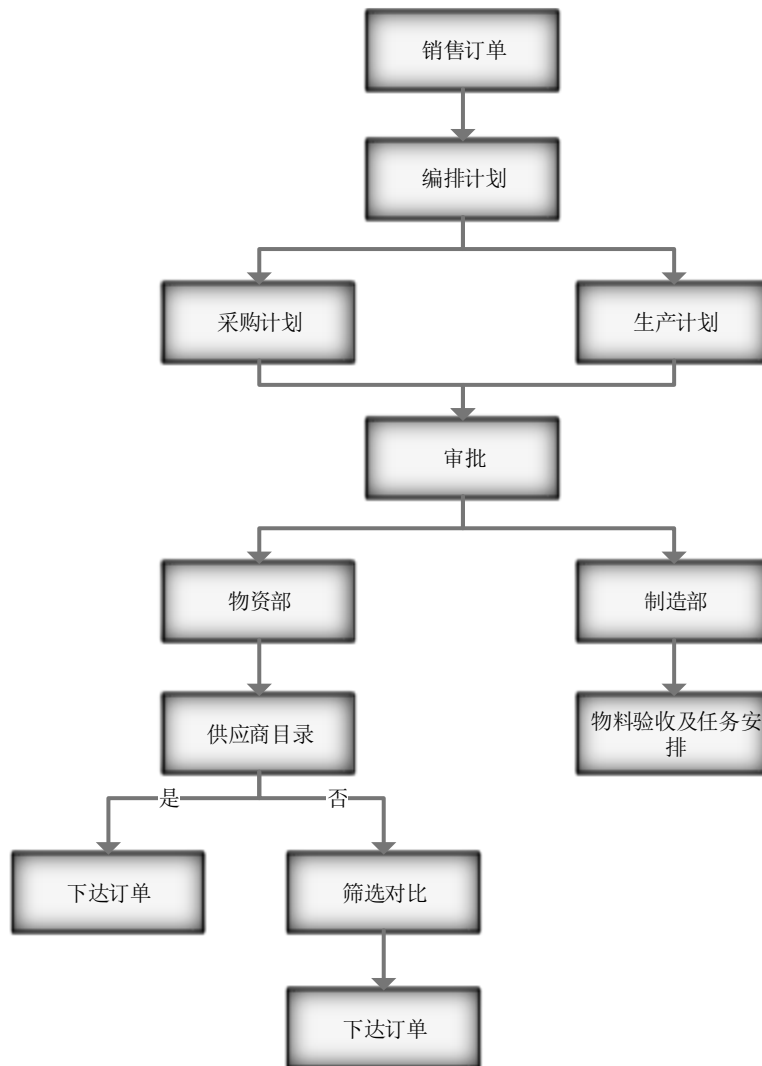 销售订单
编排计划
采购计划
生产计划
审批
物资部
制造部
供应商目录
物料验收及任务安
排
是
否
下达订单
筛选对比
下达订单